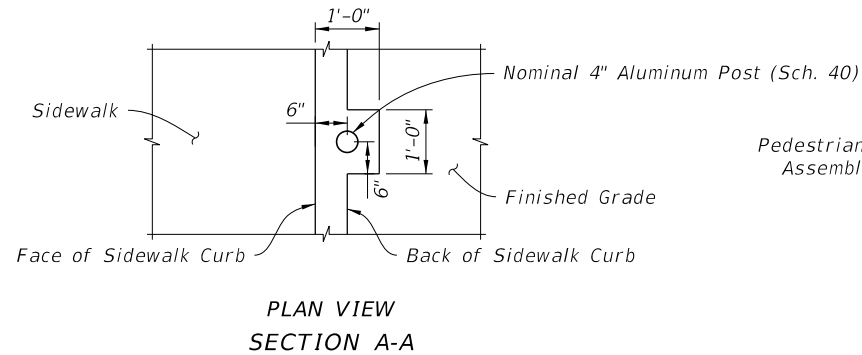 1'-0"
Nominal 4" Aluminum Post (Sch. 40)
Sidewalk
6"
1'-0"
6"
Pedestrian
Assembl
Finished Grade
Face of Sidewalk Curb
Back of Sidewalk Curb
PLAN VIEW
SECTION A-A